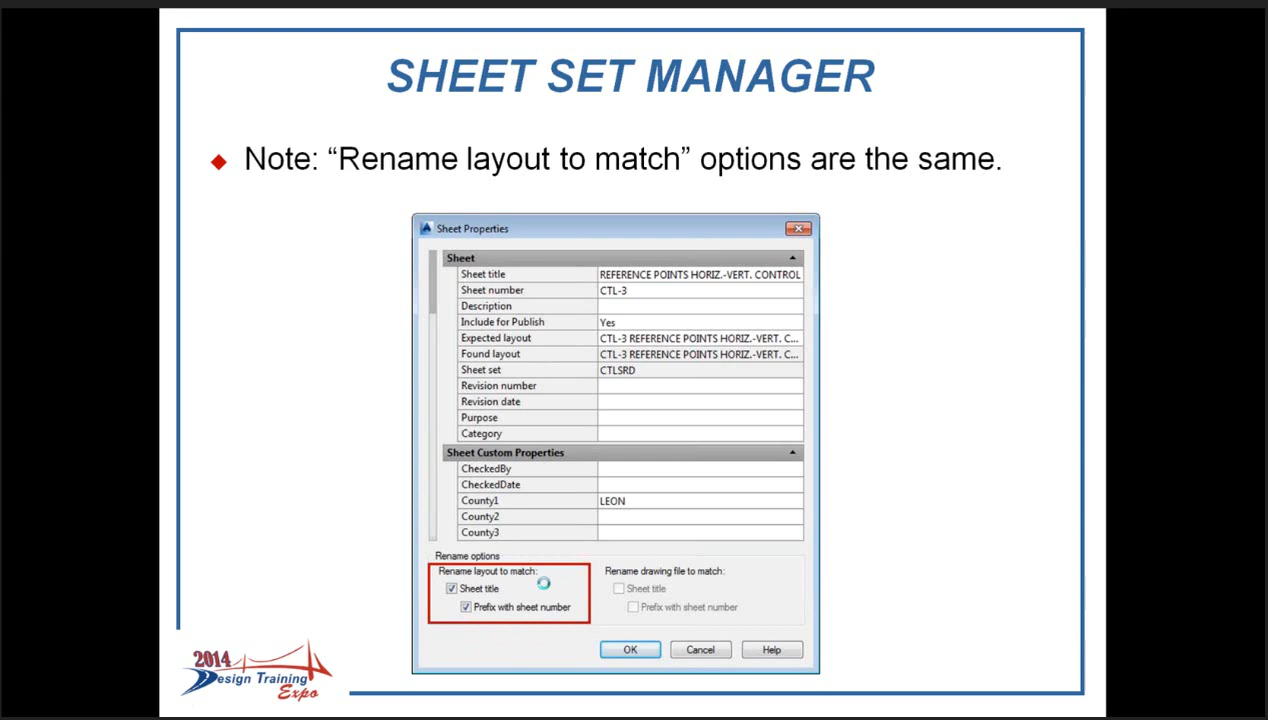 SHEET SET MANAGER
Note: “Rename layout to match” options are the same.
Sheet Properties
Sheet
Sheet title REFERENCE POINTS HORIZ.-VERT. CONTROL
Sheet number CTL-3
Description
Include for Publish Yes
Expected layout CTL-3 REFERENCE POINTS HORIZ.-VERT. C...
Found layout CTL-3 REFERENCE POINTS HORIZ.-VERT. C...
Sheet set CTLSRD
Revision number
Revision date
Purpose
Category
Sheet Custom Properties
CheckedBy
CheckedDate
County1 LEON
County2
County3
Rename options
Rename layout to match: Rename drawing file to match:
Sheet title Sheet title
Prefix with sheet number Prefix with sheet number
OK Cancel Help
2014
Design Training
Expo